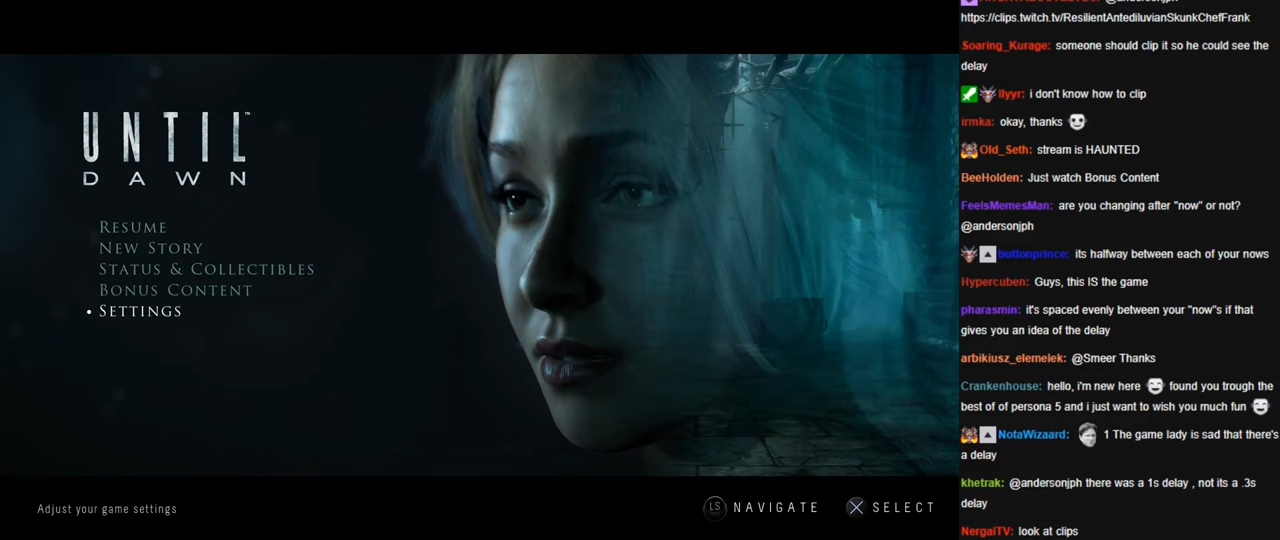 UNTIL™
DAWN
RESUME
NEW STORY
STATUS & COLLECTIBLES
BONUS CONTENT
• SETTINGS
Adjust your game settings
LS NAVIGATE
SELECT
https://clips.twitch.tv/ResilientAntediluvianSkunkChefFrank
Soaring_Kurage: someone should clip it so he could see the
delay
llyyr: i don't know how to clip
irmka: okay, thanks
Old_Seth: stream is HAUNTED
BeeHolden: Just watch Bonus Content
FeelsMemesMan: are you changing after "now" or not?
@andersonjph
buttonprince: its halfway between each of your nows
Hypercuben: Guys, this IS the game
pharasmin: it's spaced evenly between your "now"s if that
gives you an idea of the delay
arbikiusz_elemelek: @Smeer Thanks
Crankenhouse: hello, i'm new here found you trough the
best of of persona 5 and i just want to wish you much fun
NotaWizaard: 1 The game lady is sad that there's
a delay
khetrak: @andersonjph there was a 1s delay , not its a .3s
delay
NergalTV: look at clips